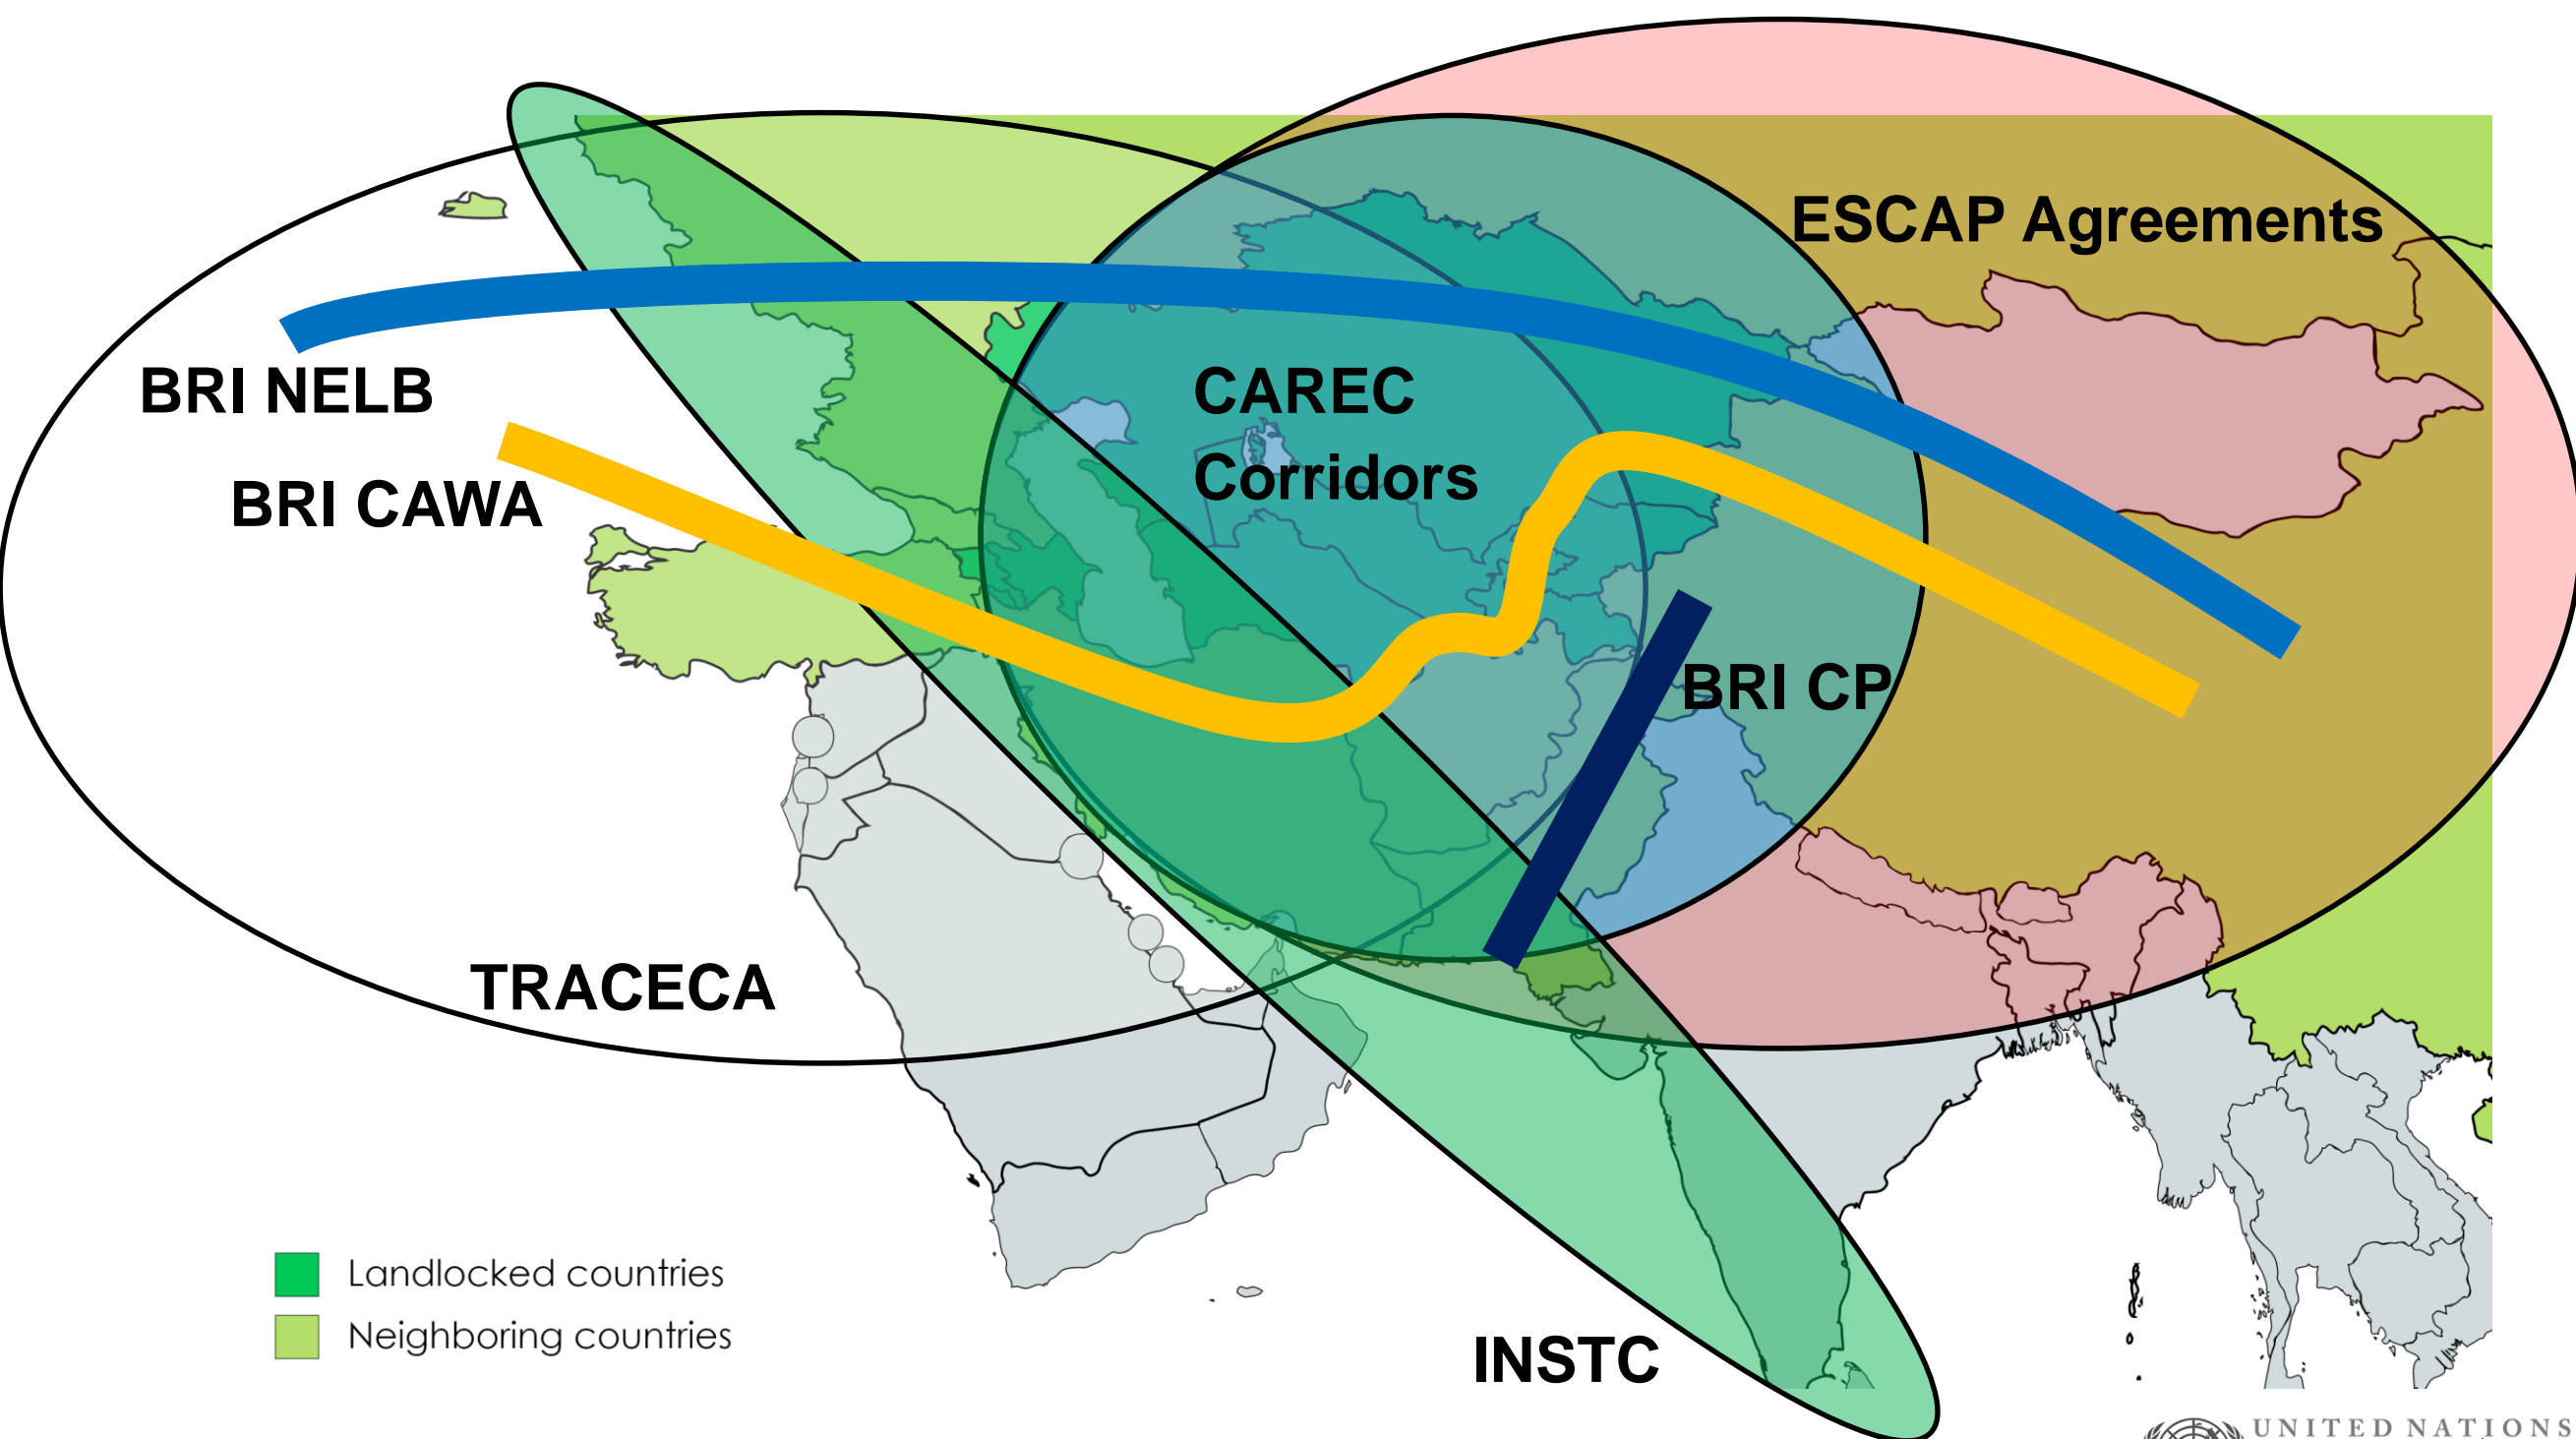 ESCAP Agreements
BRI NELB
CAREC
Corridors
BRI CAWA
BRI CP
TRACECA
Landlocked countries
Neighboring countries
INSTC
UNITED NATIONS